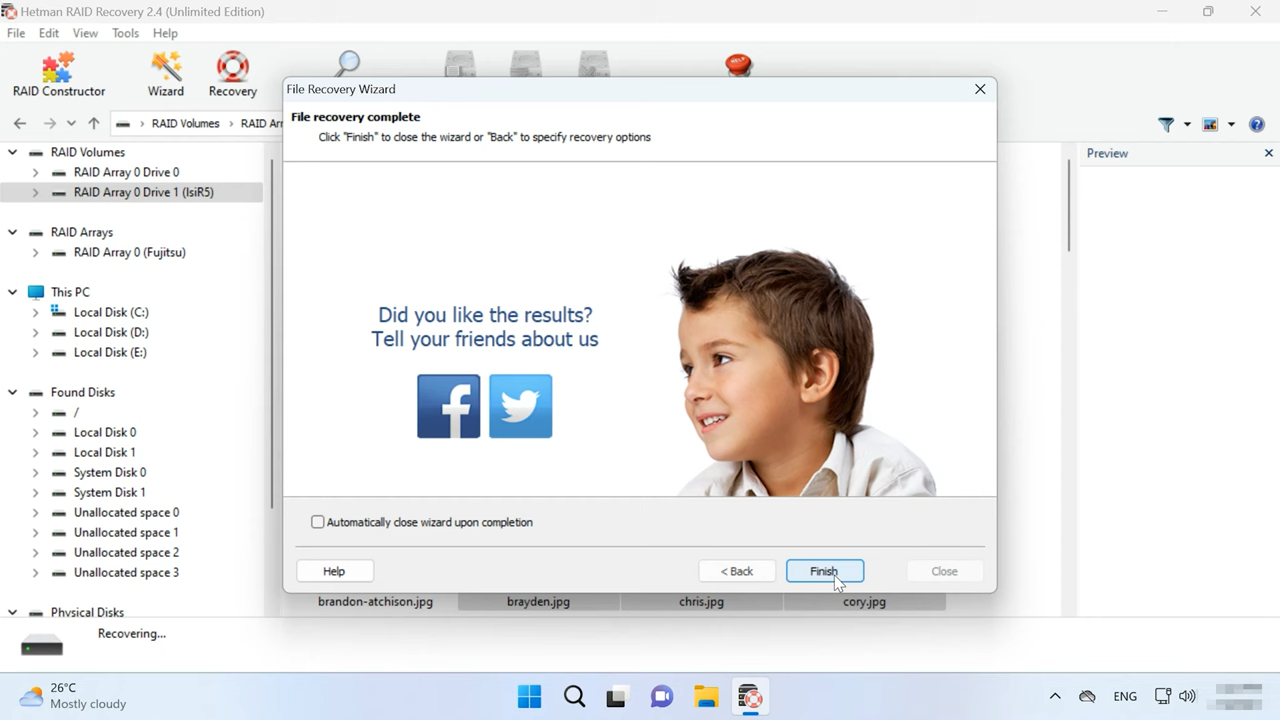 Hetman RAID Recovery 2.4 (Unlimited Edition)
File Edit View Tools Help
RAID Constructor
Wizard
Recovery
RAID Volumes
Preview
File Recovery Wizard
File recovery complete
Click "Finish" to close the wizard or "Back" to specify recovery options
Did you like the results?
Tell your friends about us
Automatically close wizard upon completion
Help
< Back
Finish
Close
RAID Volumes
RAID Array 0 Drive 0
RAID Array 0 Drive 1 (IsiR5)
RAID Arrays
RAID Array 0 (Fujitsu)
This PC
Local Disk (C:)
Local Disk (D:)
Local Disk (E:)
Found Disks
/
Local Disk 0
Local Disk 1
System Disk 0
System Disk 1
Unallocated space 0
Unallocated space 1
Unallocated space 2
Unallocated space 3
Physical Disks
brandon-atchison.jpg
brayden.jpg
chris.jpg
cory.jpg
Recovering...
26°C
Mostly cloudy
ENG